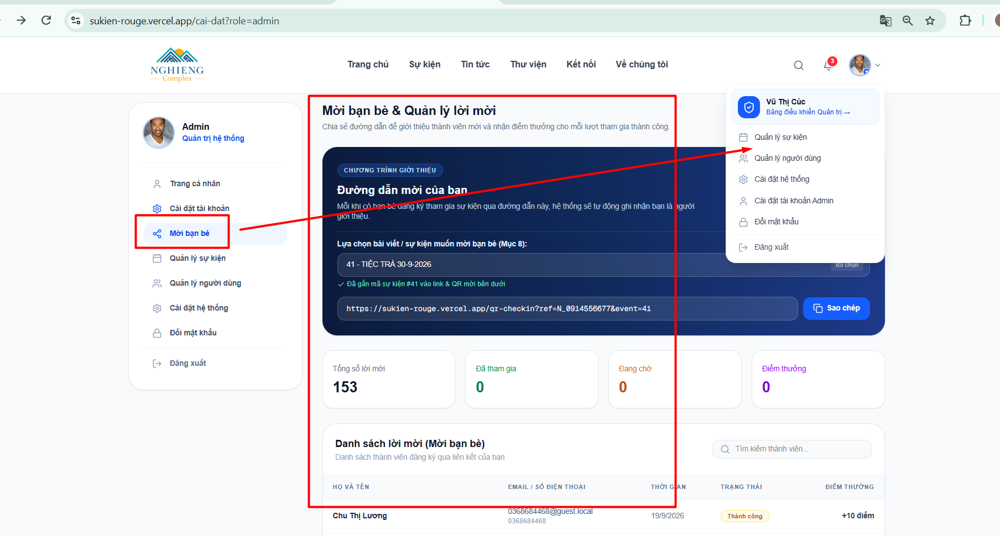 sukien-rouge.vercel.app/cai-dat?role=admin
NGHIENG
Complex
Trang chủ
Sự kiện
Tin tức
Thư viện
Kết nối
Về chúng tôi
3
Vũ Thị Cúc
Bảng điều khiển Quản trị →
Quản lý sự kiện
Quản lý người dùng
Cài đặt hệ thống
Cài đặt tài khoản Admin
Đổi mật khẩu
Đăng xuất
Admin
Quản trị hệ thống
Trang cá nhân
Cài đặt tài khoản
Mời bạn bè
Quản lý sự kiện
Quản lý người dùng
Cài đặt hệ thống
Đổi mật khẩu
Đăng xuất
Mời bạn bè & Quản lý lời mời
Chia sẻ đường dẫn để giới thiệu thành viên mới và nhận điểm thưởng cho mỗi lượt tham gia thành công.
CHƯƠNG TRÌNH GIỚI THIỆU
Đường dẫn mời của bạn
Mỗi khi có bạn bè đăng ký tham gia sự kiện qua đường dẫn này, hệ thống sẽ tự động ghi nhận bạn là người
giới thiệu.
Lựa chọn bài viết / sự kiện muốn mời bạn bè (Mục 8):
41 - TIỆC TRÀ 30-9-2026
Bỏ chọn
Đã gắn mã sự kiện #41 vào link & QR mời bên dưới
https://sukien-rouge.vercel.app/qr-checkin?ref=N_0914556677&event=41
Sao chép
Tổng số lời mời
153
Đã tham gia
0
Đang chờ
0
Điểm thưởng
0
Danh sách lời mời (Mời bạn bè)
Danh sách thành viên đăng ký qua liên kết của bạn
Tìm kiếm thành viên...
HỌ VÀ TÊN
EMAIL / SỐ ĐIỆN THOẠI
THỜI GIAN
TRẠNG THÁI
ĐIỂM THƯỞNG
Chu Thị Lương
0368684468@guest.local
0368684468
19/9/2026
Thành công
+10 điểm